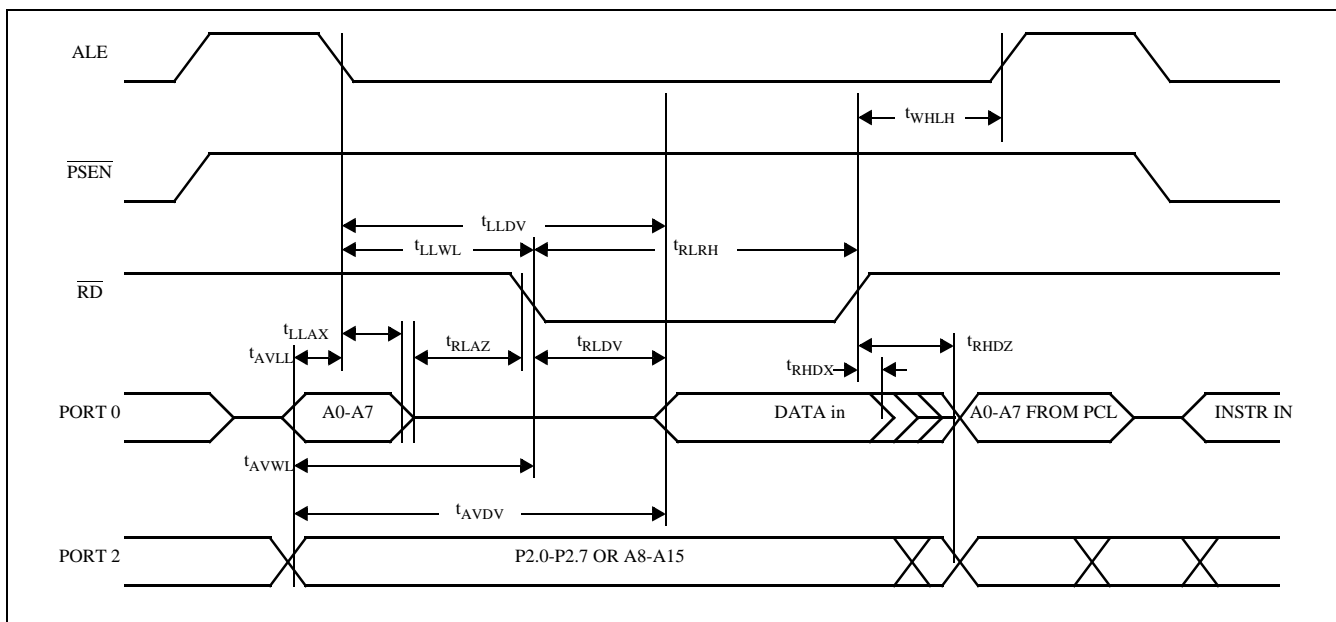 ALE
tWHLH
PSEN
tLLDV
tLLWL
tRLRH
RD
tLLAX
tAVLL
tRLAZ
tRLDV
tRHDZ
tRHDX
PORT 0
A0-A7
DATA in
A0-A7 FROM PCL
INSTR IN
tAVWL
tAVDV
PORT 2
P2.0-P2.7 OR A8-A15